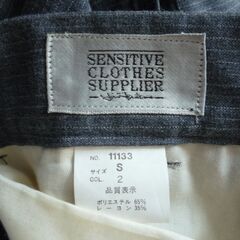 SENSITIVE
CLOTHES
SUPPLIER
NO. 11133
サイズ S
COL. 2
品質表示
ポリエステル 65%
レーヨン 35%